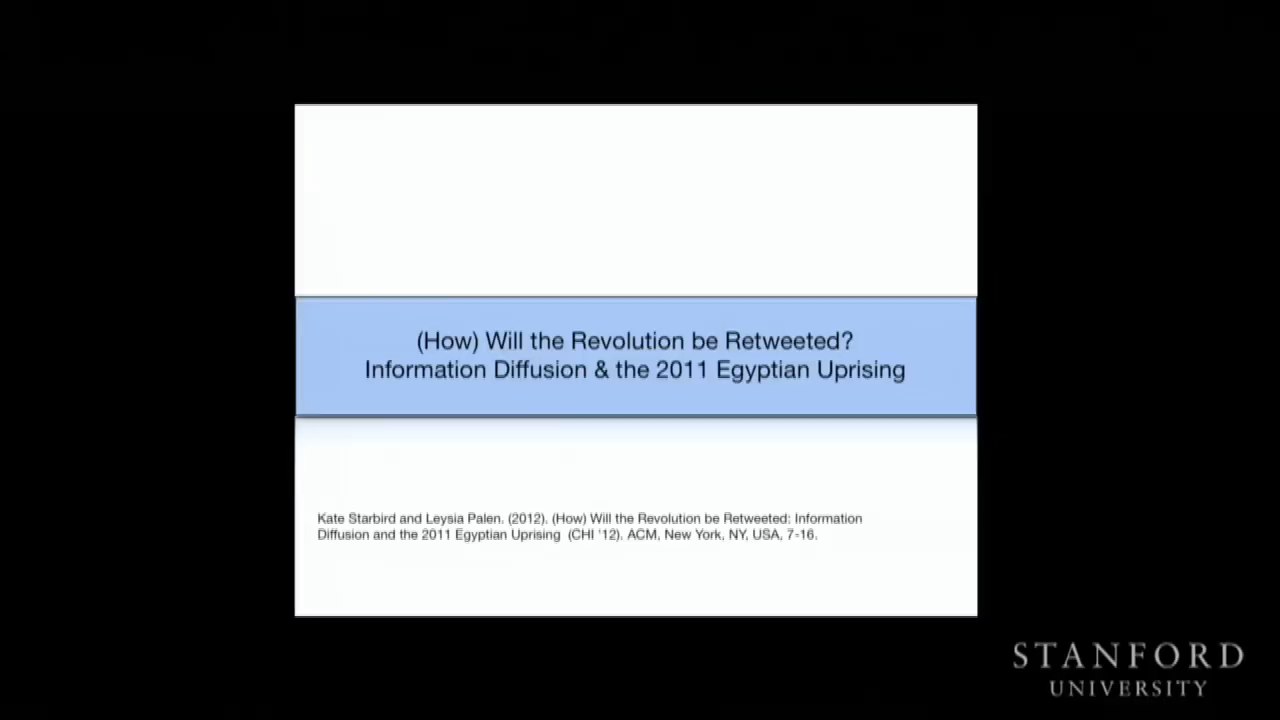 (How) Will the Revolution be Retweeted?
Information Diffusion & the 2011 Egyptian Uprising
Kate Starbird and Leysia Palen. (2012). (How) Will the Revolution be Retweeted: Information
Diffusion and the 2011 Egyptian Uprising (CHI '12). ACM, New York, NY, USA, 7-16.
STANFORD
UNIVERSITY